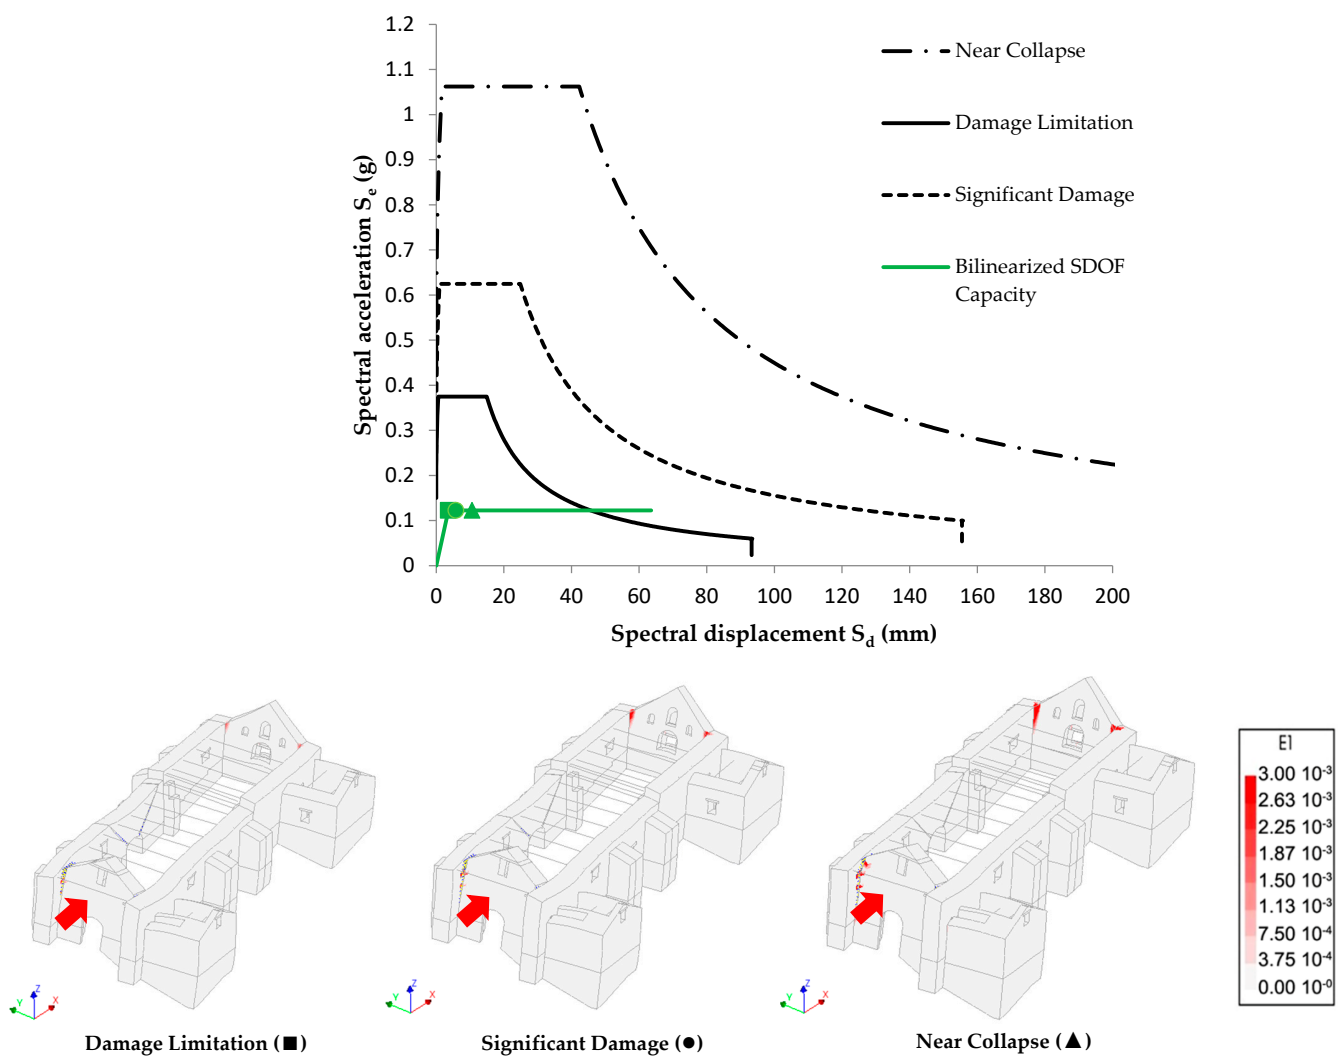 1.2
1.1
1
0.9
0.8
0.7
0.6
0.5
0.4
0.3
0.2
0.1
0
Spectral acceleration Se (g)
0 20 40 60 80 100 120 140 160 180 200
Spectral displacement Sd (mm)
Near Collapse
Damage Limitation
Significant Damage
Bilinearized SDOF
Capacity
E1
3.00 10-3
2.63 10-3
2.25 10-3
1.87 10-3
1.50 10-3
1.13 10-3
7.50 10-4
3.75 10-4
0.00 10-0
Z
Y X
Z
Y X
Z
Y X
Damage Limitation (■)
Significant Damage (●)
Near Collapse (▲)